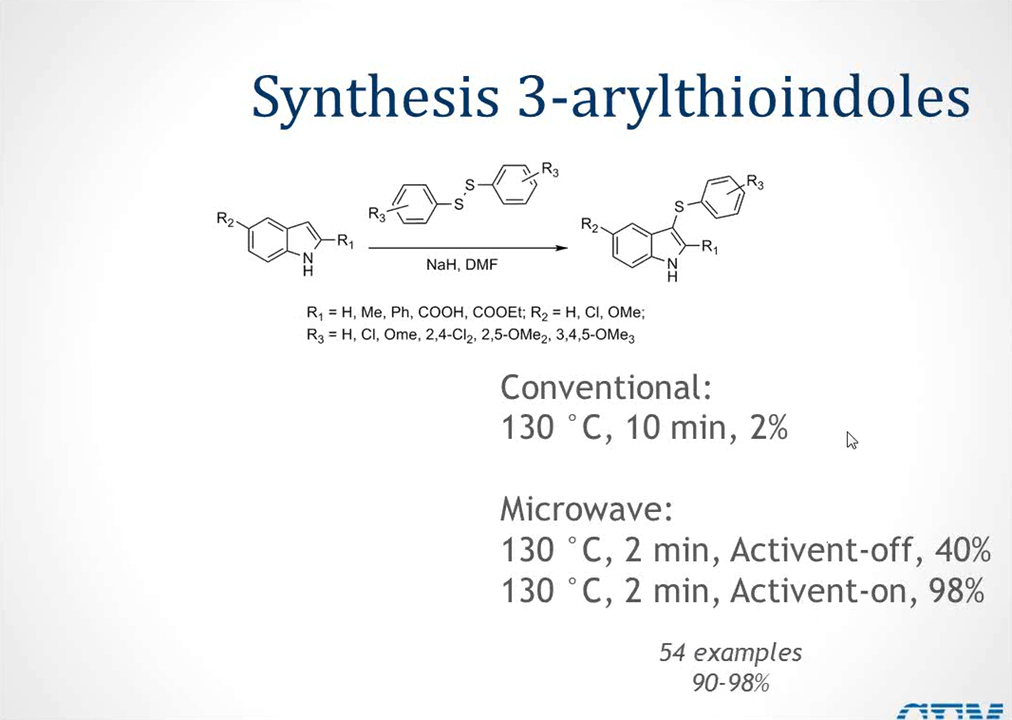 Synthesis 3-arylthioindoles
R₃
S
S
R₃
R₂
R₁
N
H
NaH, DMF
R₃
S
R₂
R₁
N
H
R₁ = H, Me, Ph, COOH, COOEt; R₂ = H, Cl, OMe;
R₃ = H, Cl, Ome, 2,4-Cl₂, 2,5-OMe₂, 3,4,5-OMe₃
Conventional:
130 °C, 10 min, 2%
Microwave:
130 °C, 2 min, Activent-off, 40%
130 °C, 2 min, Activent-on, 98%
54 examples
90-98%